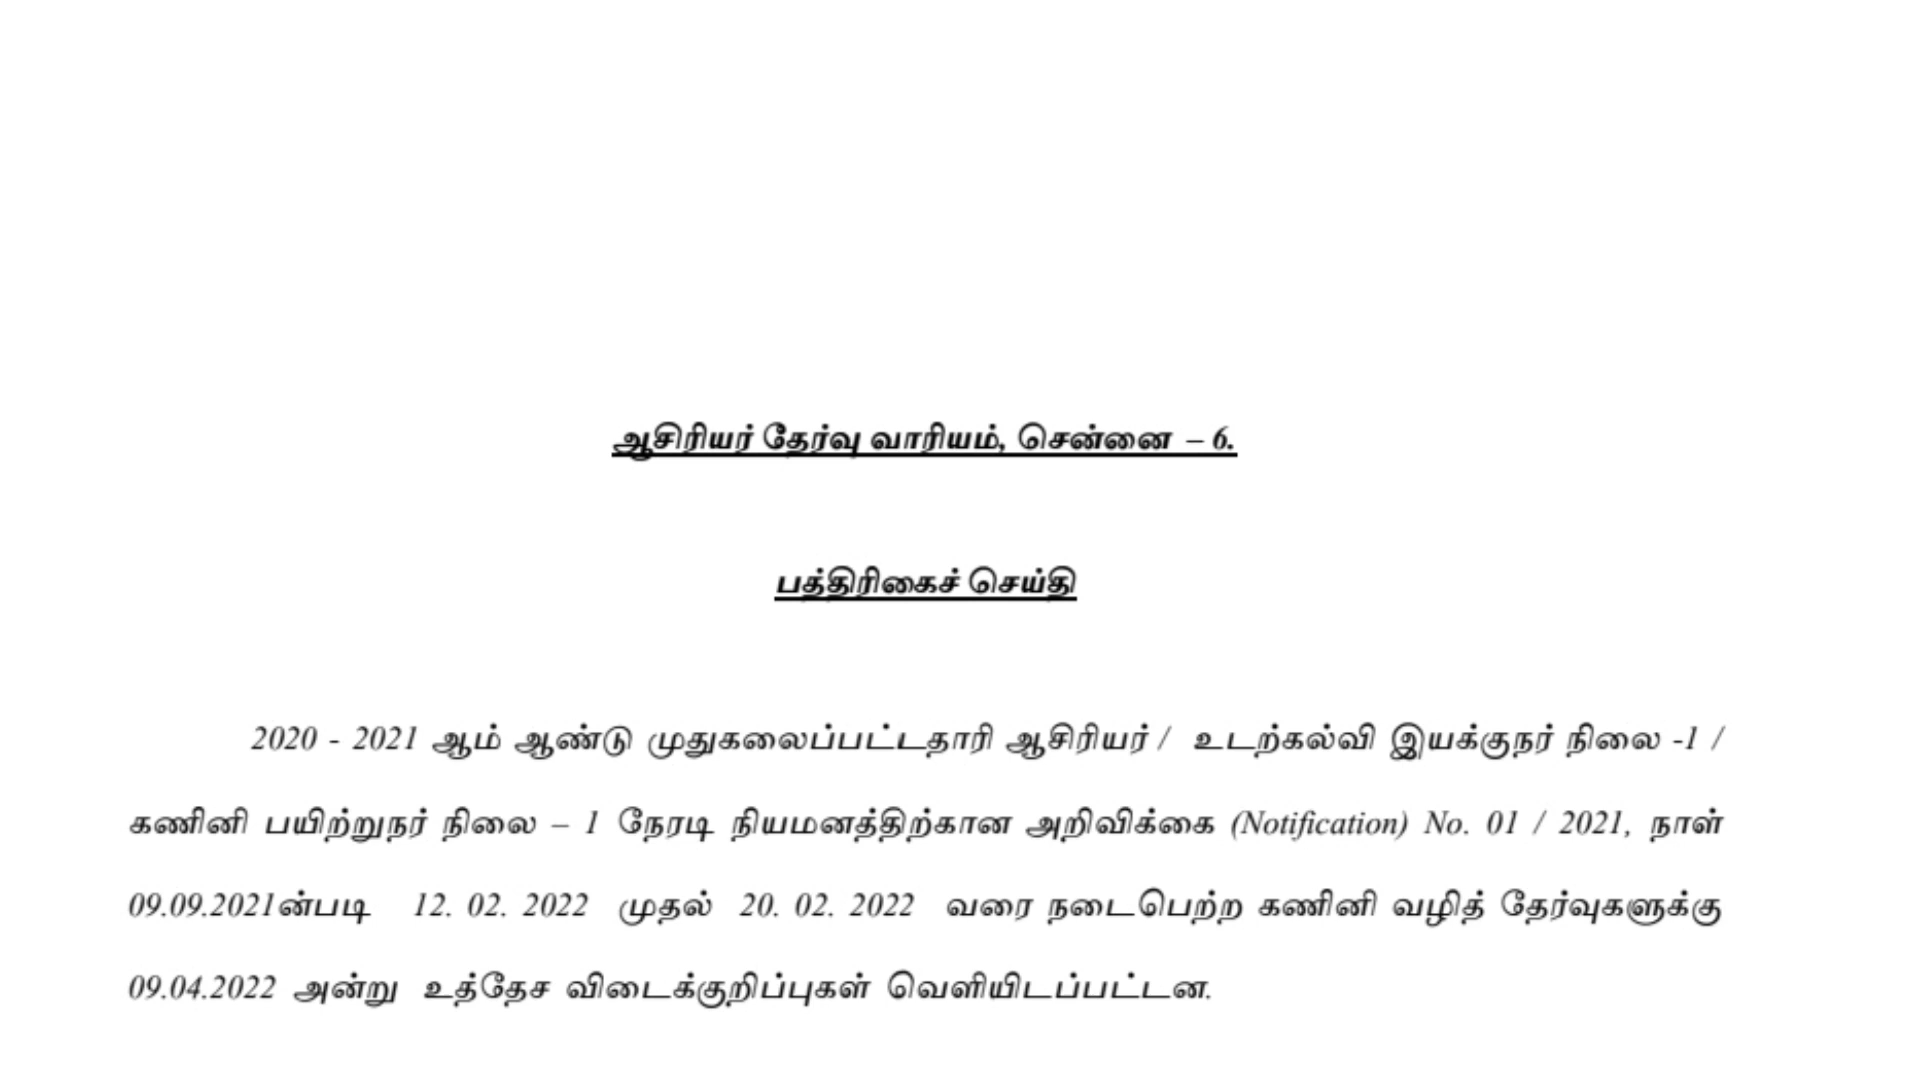 ஆசிரியர் தேர்வு வாரியம், சென்னை – 6.
பத்திரிகைச் செய்தி
2020 - 2021 ஆம் ஆண்டு முதுகலைப்பட்டதாரி ஆசிரியர் / உடற்கல்வி இயக்குநர் நிலை -1 /
கணினி பயிற்றுநர் நிலை – 1 நேரடி நியமனத்திற்கான அறிவிக்கை (Notification) No. 01 / 2021, நாள்
09.09.2021ன்படி 12. 02. 2022 முதல் 20. 02. 2022 வரை நடைபெற்ற கணினி வழித் தேர்வுகளுக்கு
09.04.2022 அன்று உத்தேச விடைக்குறிப்புகள் வெளியிடப்பட்டன.